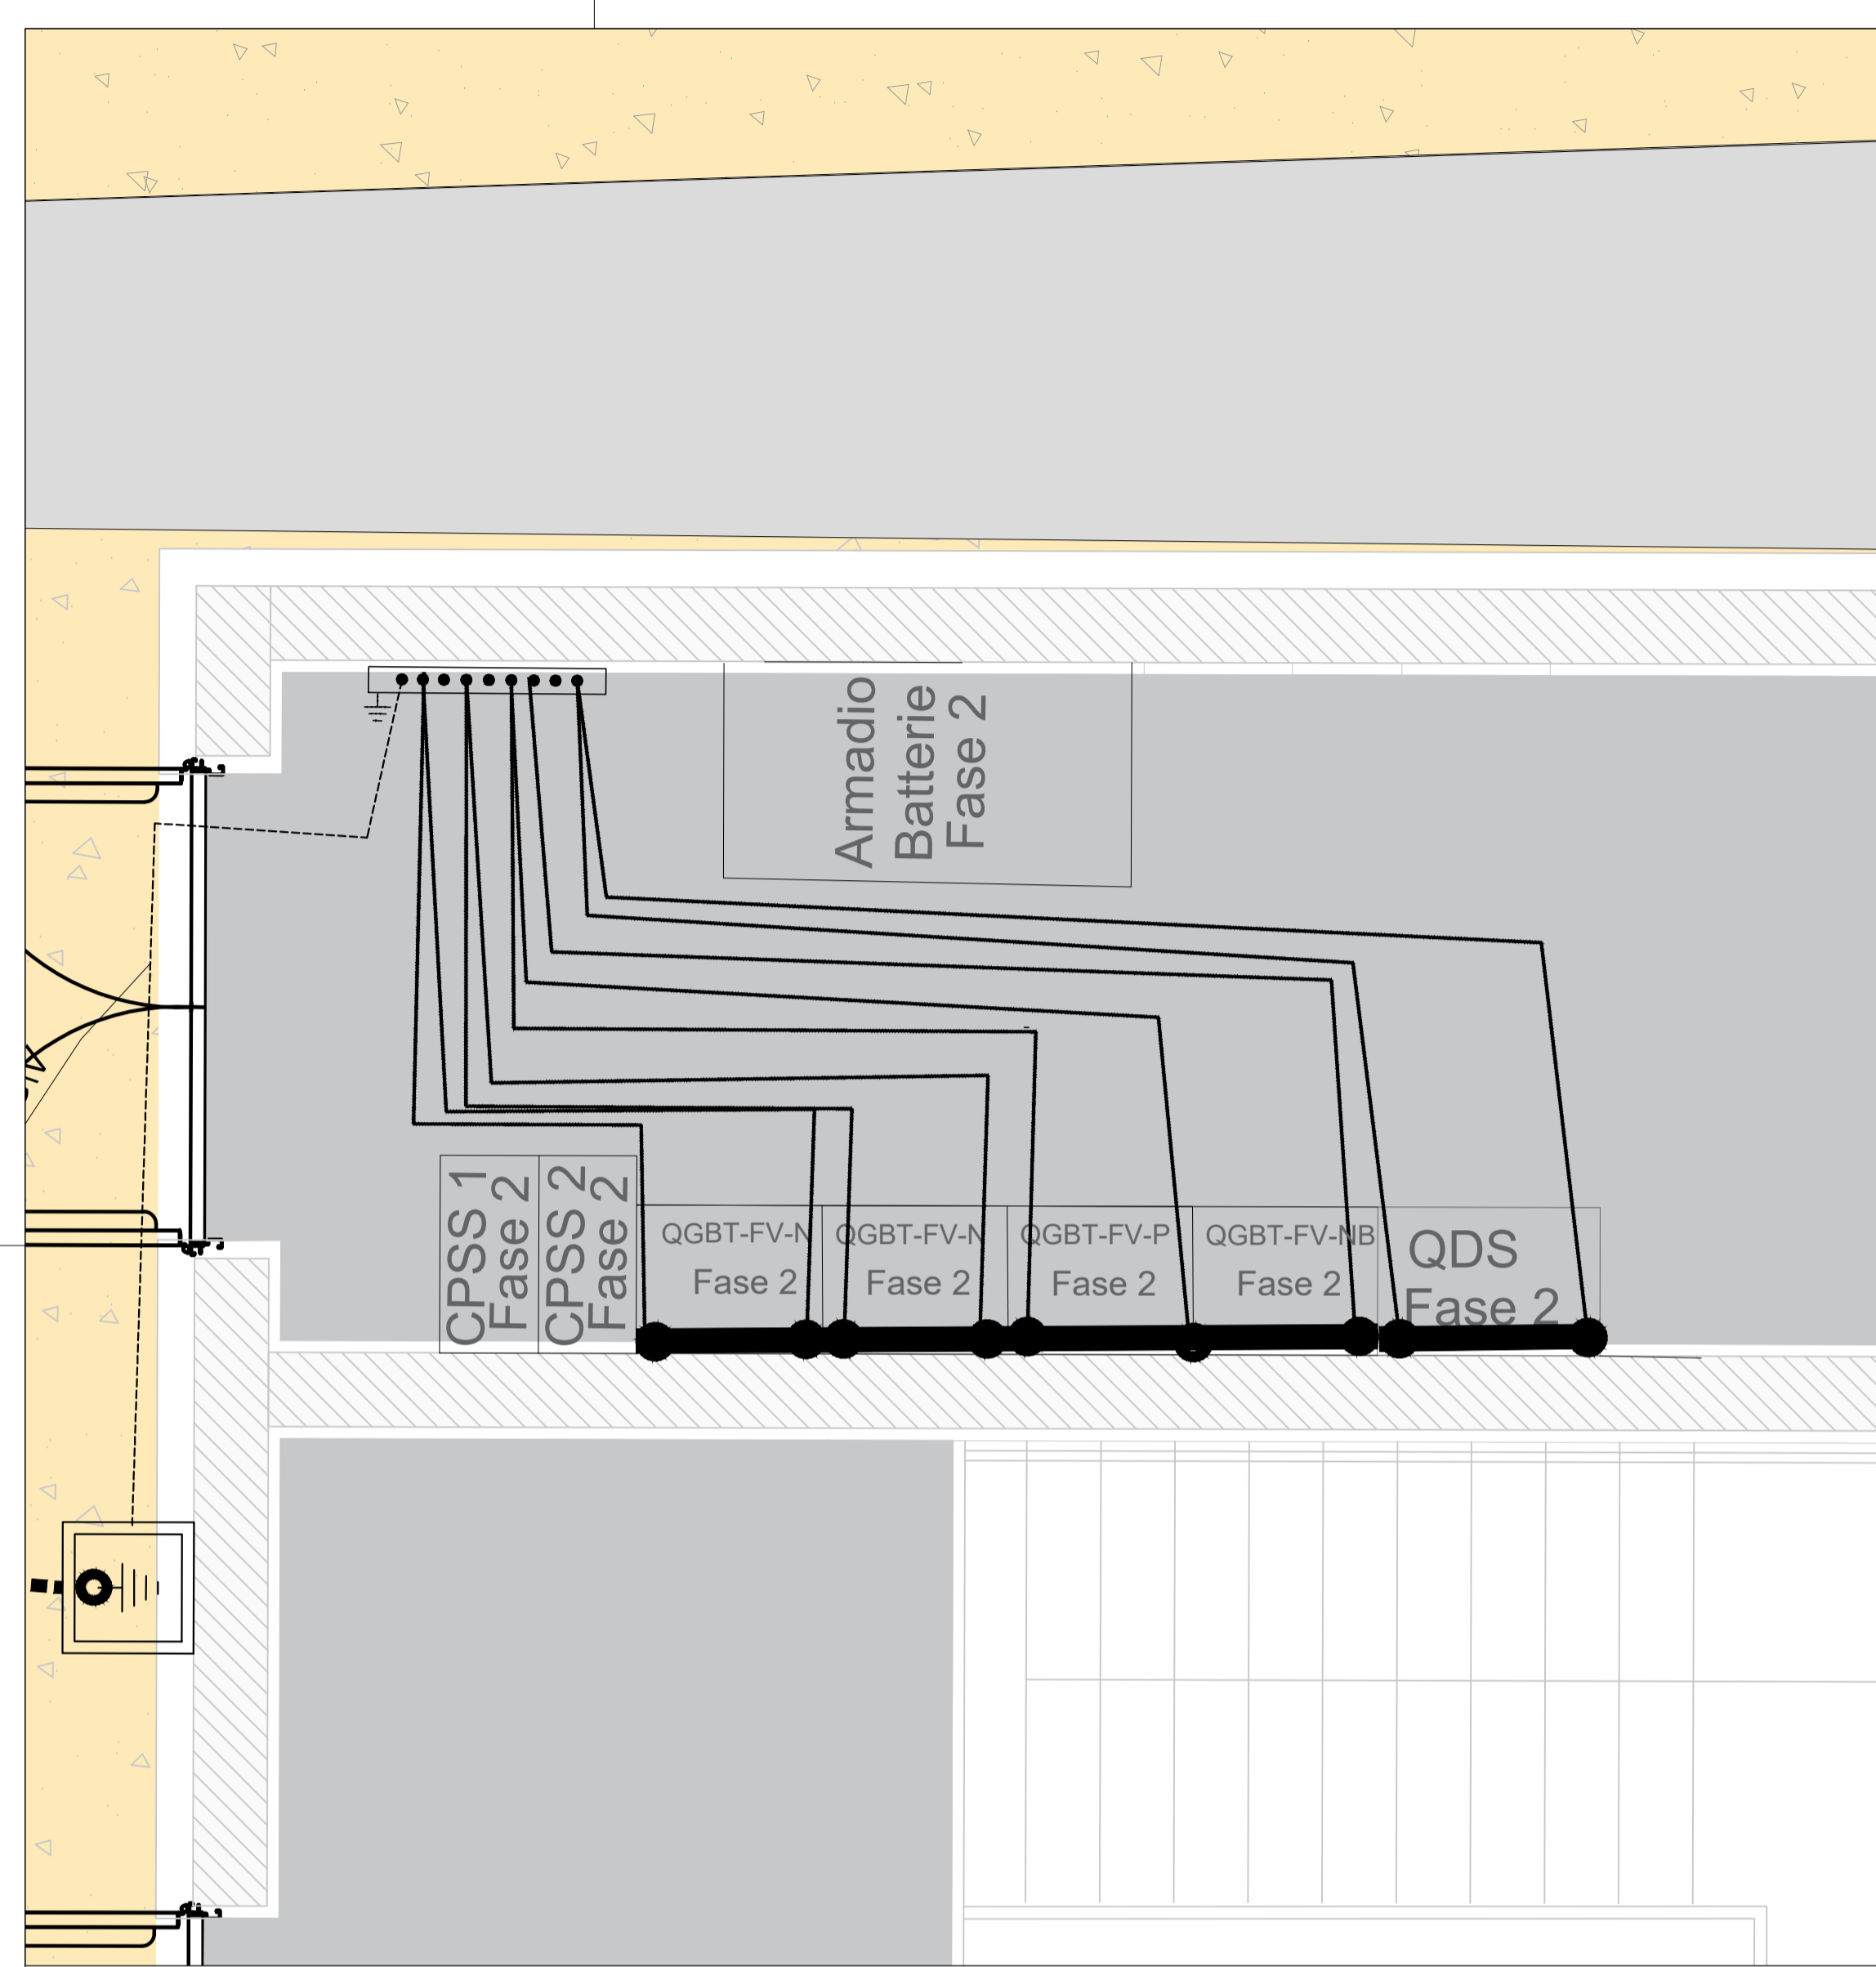 Armadio
Batterie
Fase 2
CPSS 1
Fase 2
CPSS 2
Fase 2
QGBT-FV-N
Fase 2
QGBT-FV-N
Fase 2
QGBT-FV-P
Fase 2
QGBT-FV-NB
Fase 2
QDS
Fase 2